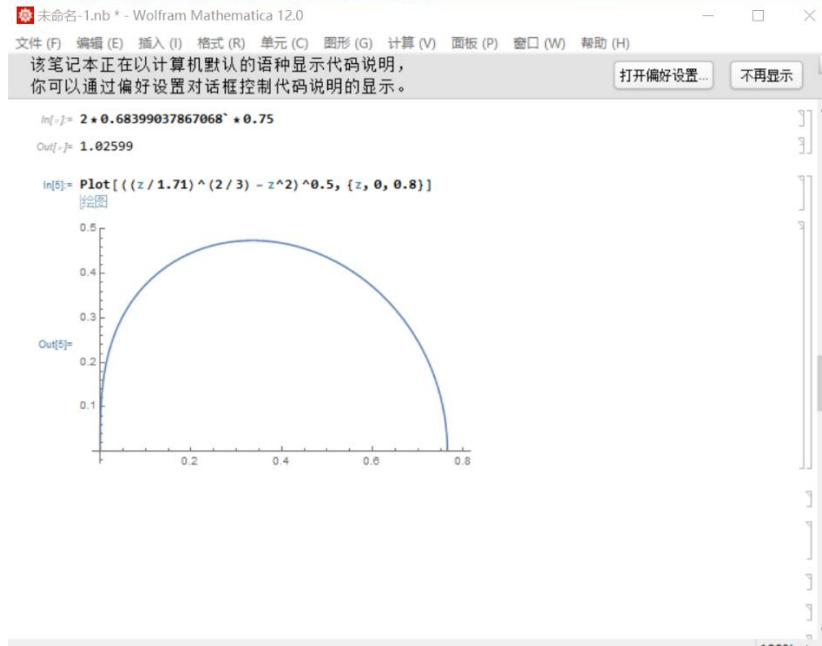 未命名-1.nb * - Wolfram Mathematica 12.0
文件 (F) 编辑 (E) 插入 (I) 格式 (R) 单元 (C) 图形 (G) 计算 (V) 面板 (P) 窗口 (W) 帮助 (H)
该笔记本正在以计算机默认的语种显示代码说明，
你可以通过偏好设置对话框控制代码说明的显示。
打开偏好设置... 不再显示
In[◦]:= 2*0.68399037867068`*0.75
Out[◦]= 1.02599
In[5]:= Plot[((z/1.71)^(2/3) - z^2)^0.5, {z, 0, 0.8}]
绘图
0.5
0.4
0.3
Out[5]=
0.2
0.1
0.2 0.4 0.6 0.8